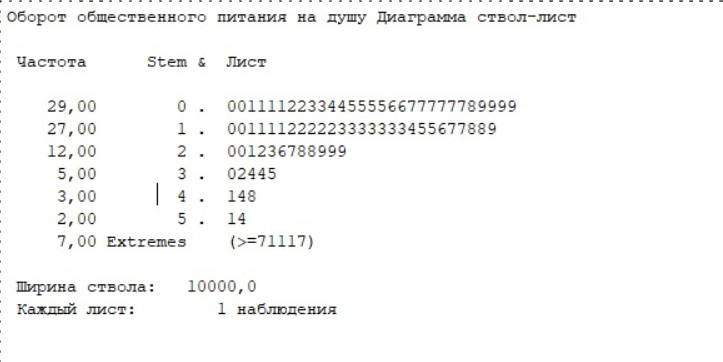 Оборот общественного питания на душу Диаграмма ствол-лист
Частота Stem & Лист
29,00 0 . 00111122334455556677777789999
27,00 1 . 001111222223333333455677889
12,00 2 . 001236788999
5,00 3 . 02445
3,00 4 . 148
2,00 5 . 14
7,00 Extremes (>=71117)
Ширина ствола: 10000,0
Каждый лист: 1 наблюдения